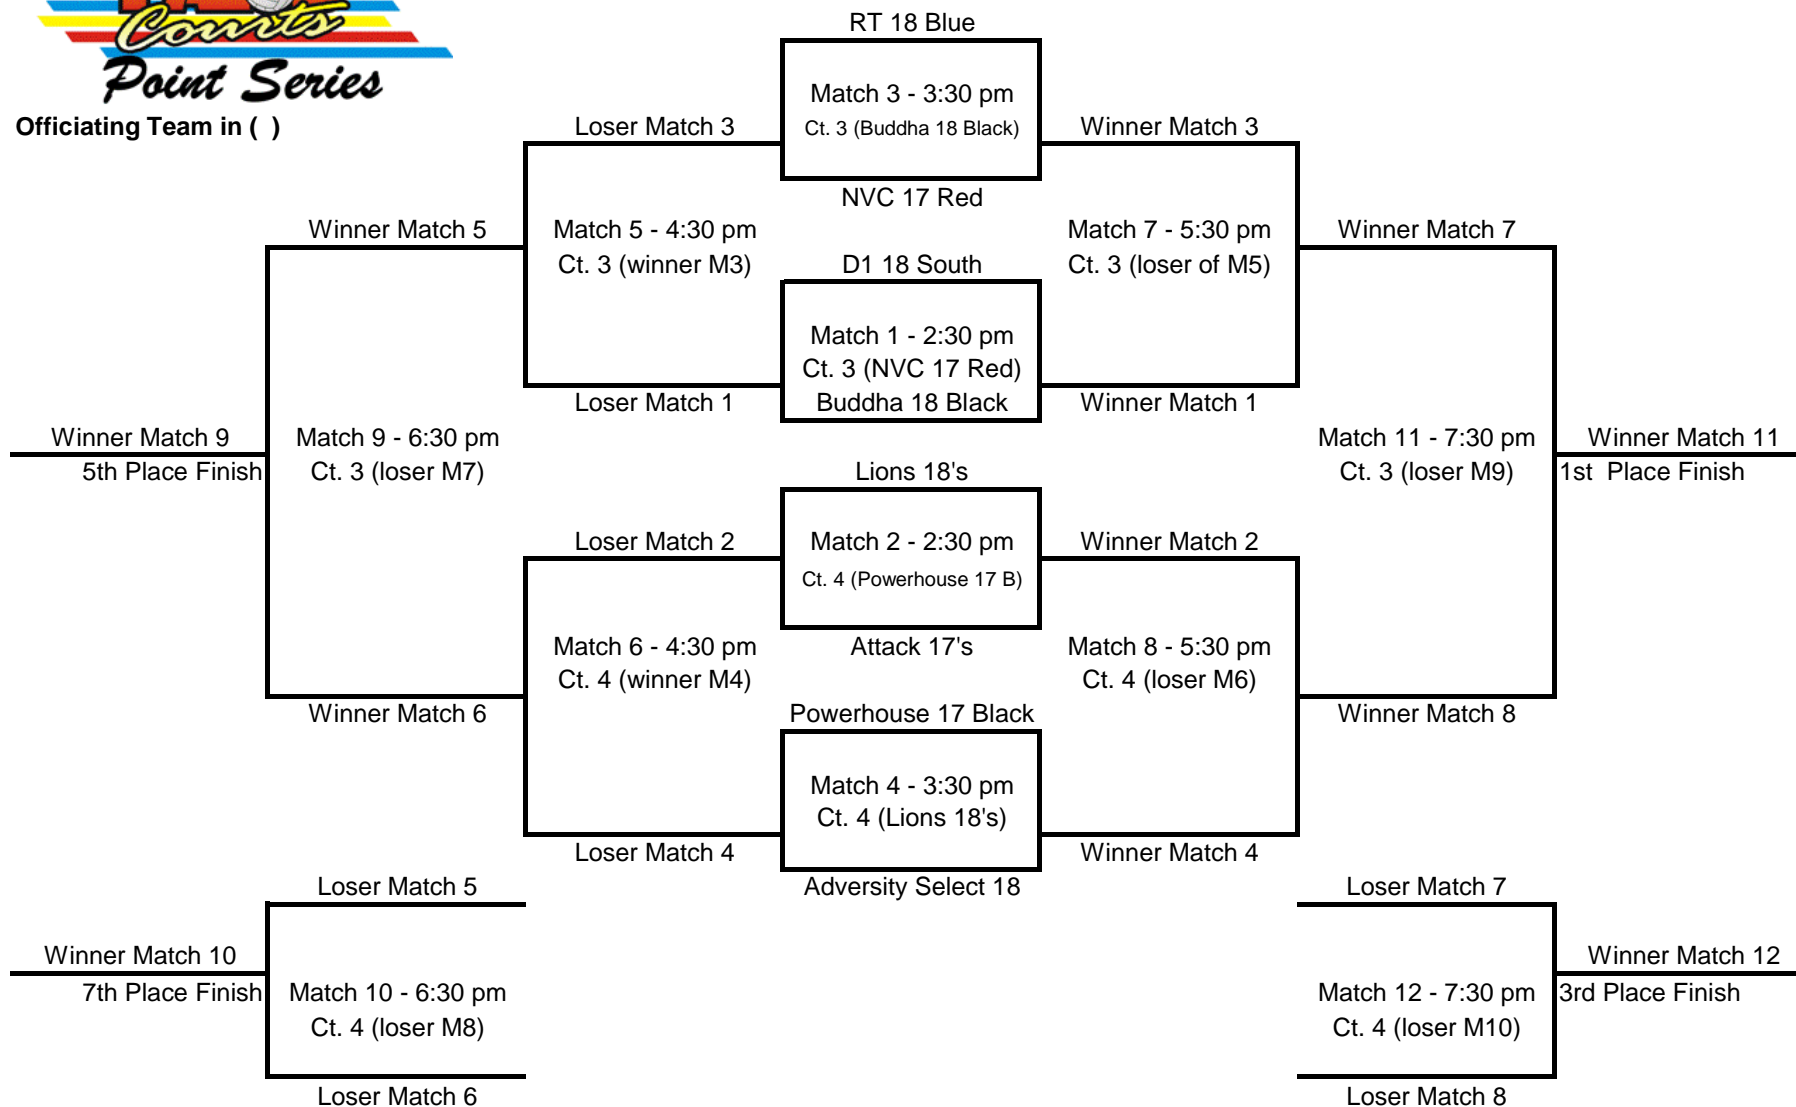 Courts
Point Series
Officiating Team in ( )
RT 18 Blue
Match 3 - 3:30 pm
Ct. 3 (Buddha 18 Black)
NVC 17 Red
Loser Match 3
Winner Match 3
Winner Match 5
Match 5 - 4:30 pm
Ct. 3 (winner M3)
Match 7 - 5:30 pm
Ct. 3 (loser of M5)
Winner Match 7
D1 18 South
Match 1 - 2:30 pm
Ct. 3 (NVC 17 Red)
Buddha 18 Black
Loser Match 1
Winner Match 1
Winner Match 9
5th Place Finish
Match 9 - 6:30 pm
Ct. 3 (loser M7)
Match 11 - 7:30 pm
Ct. 3 (loser M9)
Winner Match 11
1st Place Finish
Lions 18's
Match 2 - 2:30 pm
Ct. 4 (Powerhouse 17 B)
Attack 17's
Loser Match 2
Winner Match 2
Match 6 - 4:30 pm
Ct. 4 (winner M4)
Match 8 - 5:30 pm
Ct. 4 (loser M6)
Winner Match 6
Winner Match 8
Powerhouse 17 Black
Match 4 - 3:30 pm
Ct. 4 (Lions 18's)
Adversity Select 18
Loser Match 4
Winner Match 4
Loser Match 5
Winner Match 10
7th Place Finish
Match 10 - 6:30 pm
Ct. 4 (loser M8)
Loser Match 6
Loser Match 7
Match 12 - 7:30 pm
Ct. 4 (loser M10)
Winner Match 12
3rd Place Finish
Loser Match 8